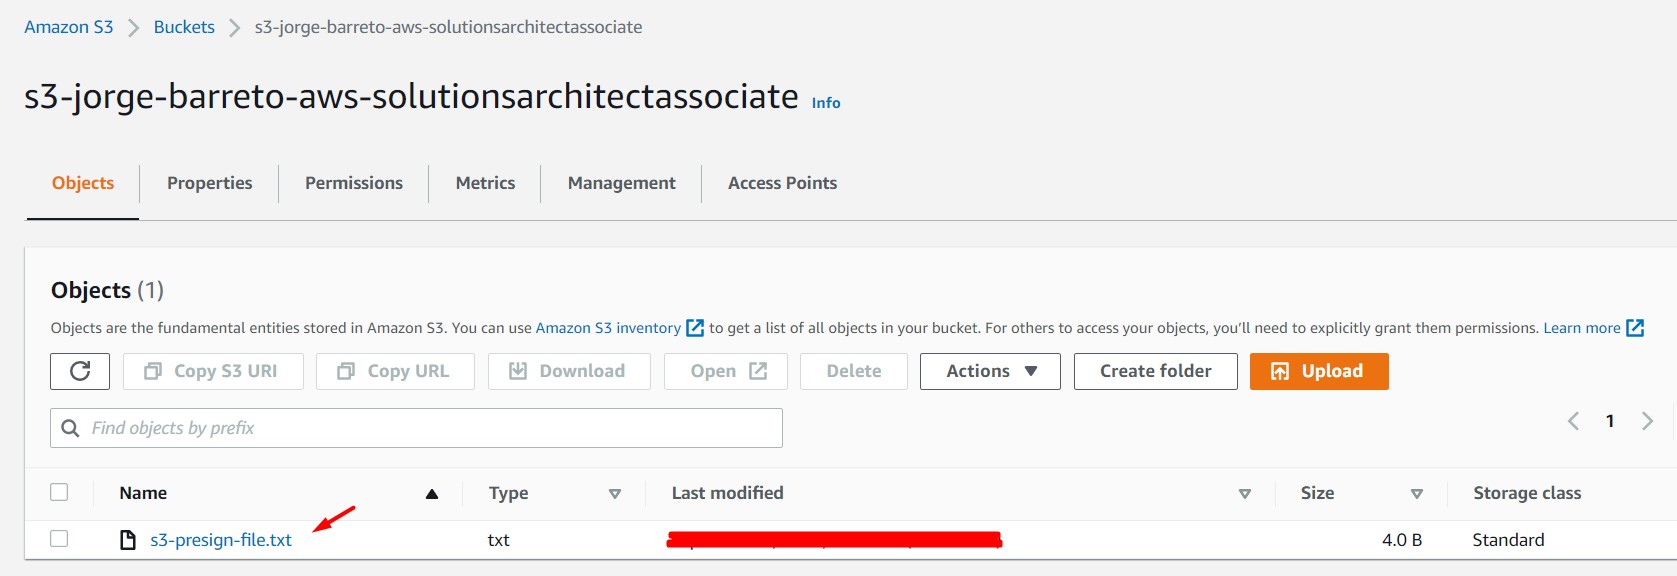 Amazon S3 > Buckets > s3-jorge-barreto-aws-solutionsarchitectassociate
s3-jorge-barreto-aws-solutionsarchitectassociate Info
Objects Properties Permissions Metrics Management Access Points
Objects (1)
Objects are the fundamental entities stored in Amazon S3. You can use Amazon S3 inventory to get a list of all objects in your bucket. For others to access your objects, you'll need to explicitly grant them permissions. Learn more
Copy S3 URI Copy URL Download Open Delete Actions Create folder Upload
Find objects by prefix 1
Name Type Last modified Size Storage class
s3-presign-file.txt txt 4.0 B Standard